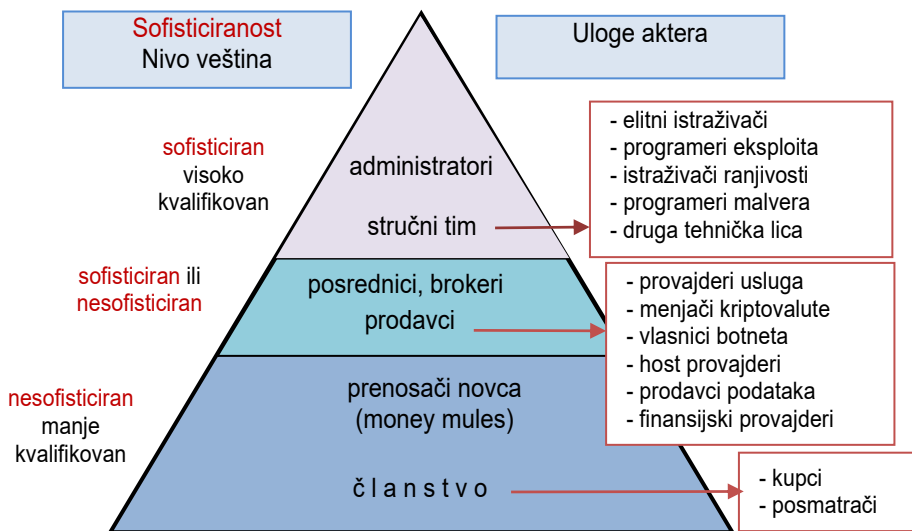 Sofisticiranost
Nivo veština
Uloge aktera
sofisticiran
visoko
kvalifikovan
administratori
stručni tim
- elitni istraživači
- programeri eksploita
- istraživači ranjivosti
- programeri malvera
- druga tehnička lica
sofisticiran ili
nesofisticiran
posrednici, brokeri
prodavci
- provajderi usluga
- menjači kriptovalute
- vlasnici botneta
- host provajderi
- prodavci podataka
- finansijski provajderi
nesofisticiran
manje
kvalifikovan
prenosači novca
(money mules)
č l a n s t v o
- kupci
- posmatrači